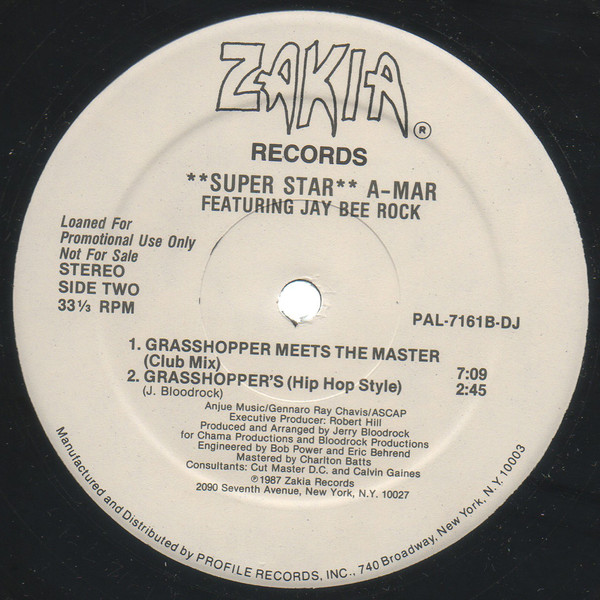 ZAKIA®
RECORDS
**SUPER STAR** A-MAR
FEATURING JAY BEE ROCK
Loaned For
Promotional Use Only
Not For Sale
STEREO
SIDE TWO
33⅓ RPM
PAL-7161B-DJ
1. GRASSHOPPER MEETS THE MASTER
(Club Mix) 7:09
2. GRASSHOPPER'S (Hip Hop Style) 2:45
(J. Bloodrock)
Anjue Music/Gennaro Ray Chavis/ASCAP
Executive Producer: Robert Hill
Produced and Arranged by Jerry Bloodrock
for Chama Productions and Bloodrock Productions
Engineered by Bob Power and Eric Behrend
Mastered by Charlton Batts
Consultants: Cut Master D.C. and Calvin Gaines
℗1987 Zakia Records
2090 Seventh Avenue, New York, N.Y. 10027
Manufactured and Distributed by PROFILE RECORDS, INC., 740 Broadway, New York, N.Y. 10003